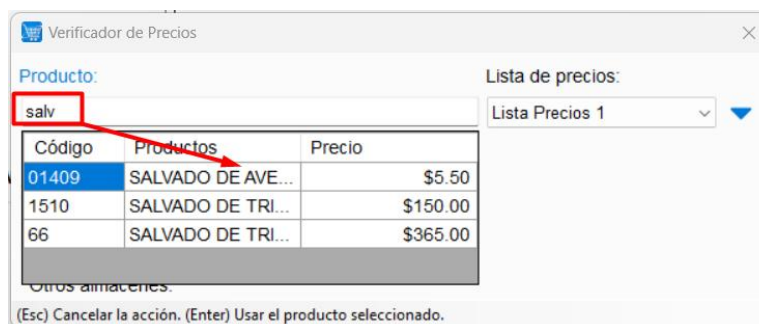 Verificador de Precios
Producto: Lista de precios:
salv Lista Precios 1
Código Productos Precio
01409 SALVADO DE AVE... $5.50
1510 SALVADO DE TRI... $150.00
66 SALVADO DE TRI... $365.00
Otros almacenes:
(Esc) Cancelar la acción. (Enter) Usar el producto seleccionado.